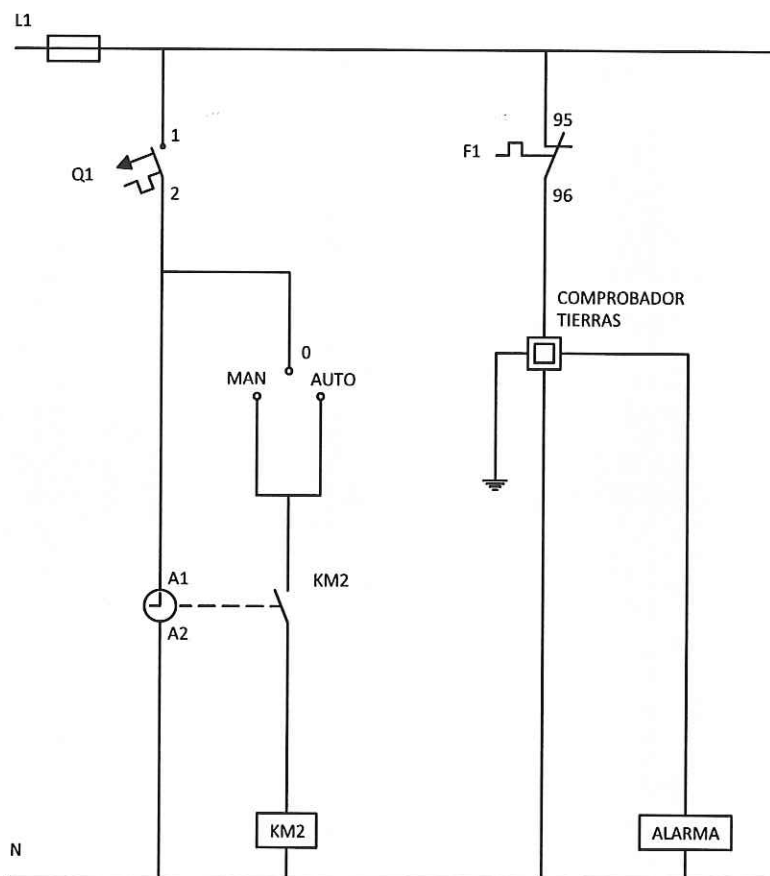 L1
1
Q1
2
95
F1
96
COMPROBADOR
TIERRAS
0
MAN
AUTO
A1
KM2
A2
KM2
ALARMA
N